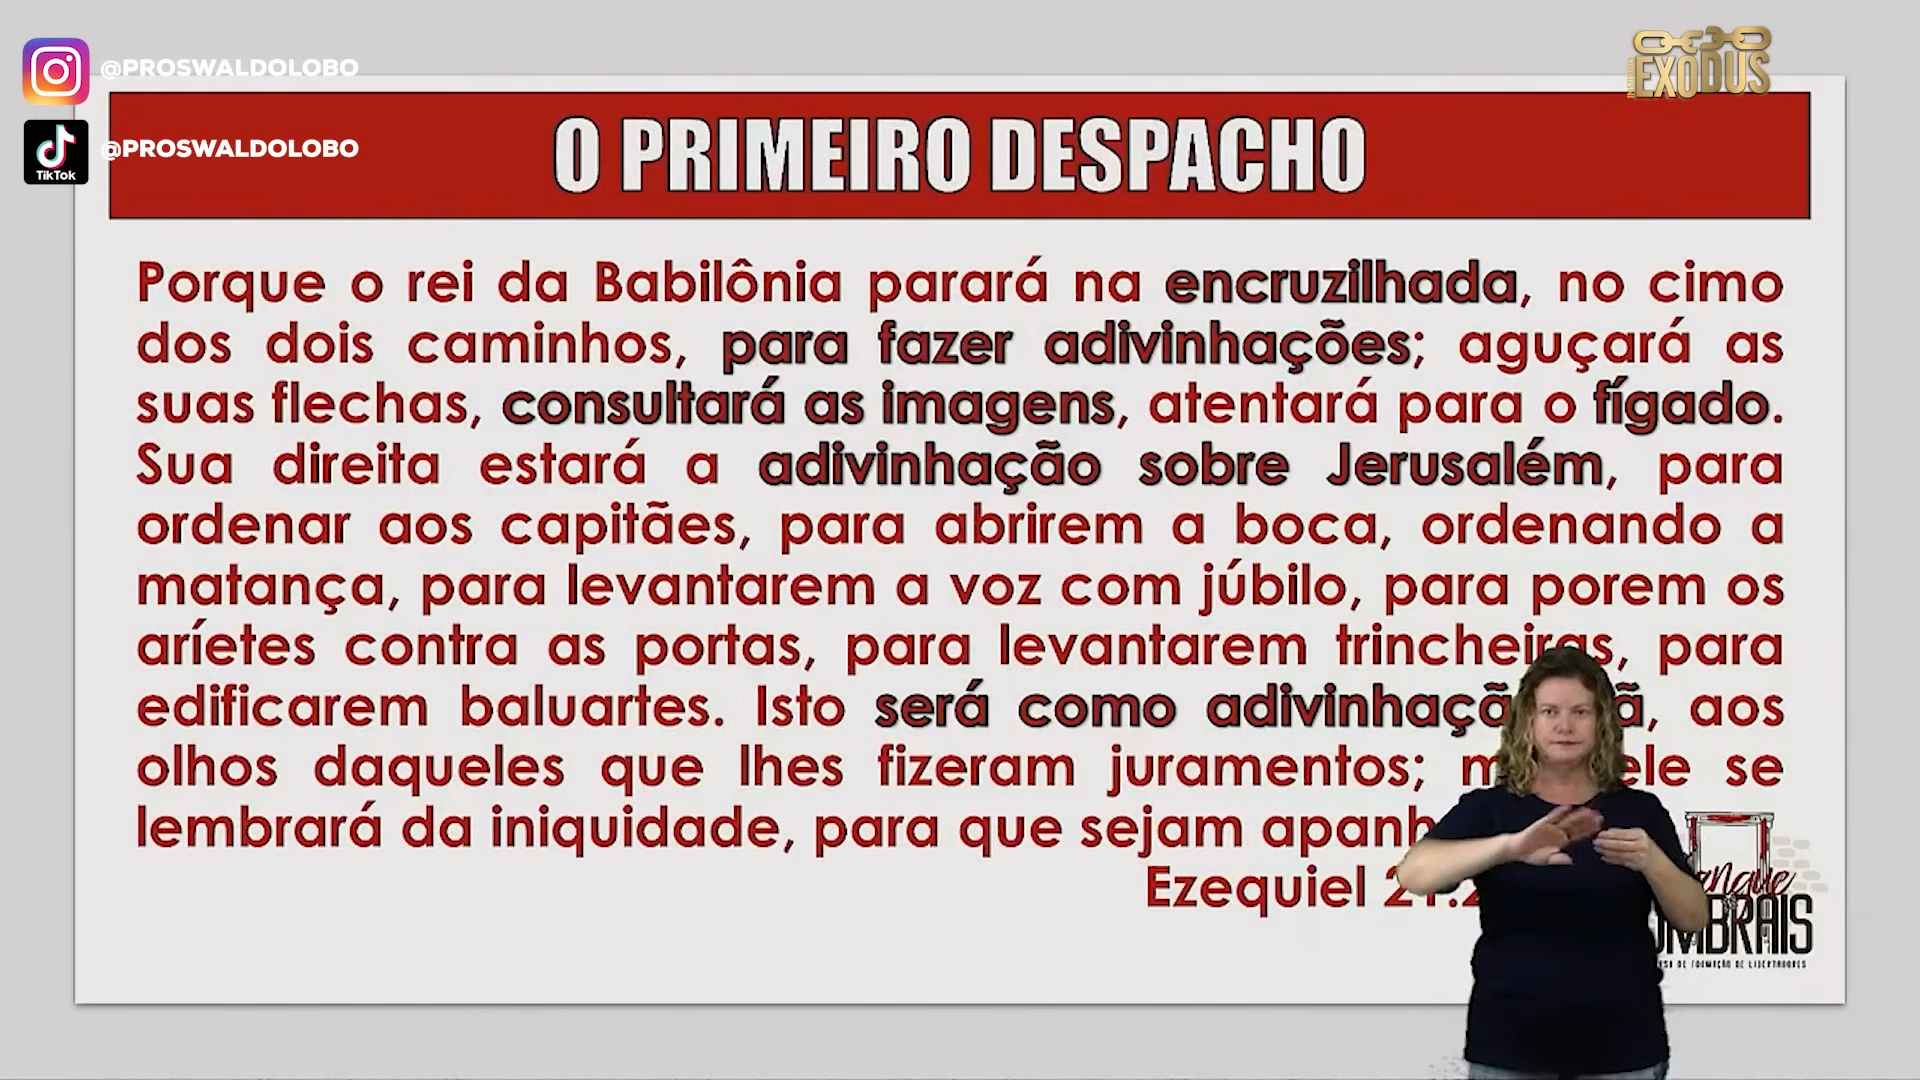 @PROSWALDOLOBO
EXODUS
TikTok
@PROSWALDOLOBO
O PRIMEIRO DESPACHO
Porque o rei da Babilônia parará na encruzilhada, no cimo
dos dois caminhos, para fazer adivinhações; aguçará as
suas flechas, consultará as imagens, atentará para o fígado.
Sua direita estará a adivinhação sobre Jerusalém, para
ordenar aos capitães, para abrirem a boca, ordenando a
matança, para levantarem a voz com júbilo, para porem os
aríetes contra as portas, para levantarem trincheiras, para
edificarem baluartes. Isto será como aos
olhos daqueles que lhes fizeram juramentos; ele se
lembrará da iniquidade, para que sejam
Ezequiel
DE FORMAÇÃO DE LIBERTADORES